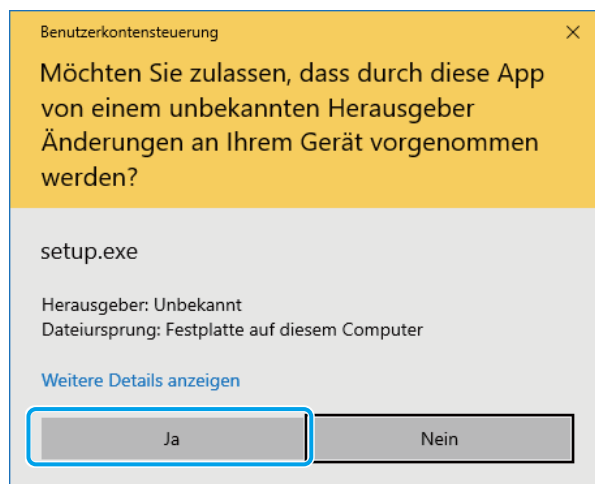 Benutzerkontensteuerung
Möchten Sie zulassen, dass durch diese App
von einem unbekannten Herausgeber
Änderungen an Ihrem Gerät vorgenommen
werden?
setup.exe
Herausgeber: Unbekannt
Dateiursprung: Festplatte auf diesem Computer
Weitere Details anzeigen
Ja Nein